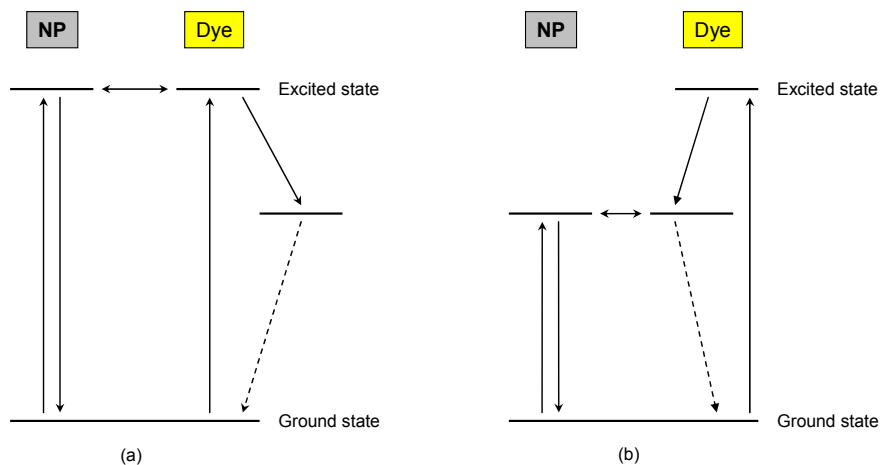 NP
Dye
Excited state
Ground state
(a)
NP
Dye
Excited state
Ground state
(b)